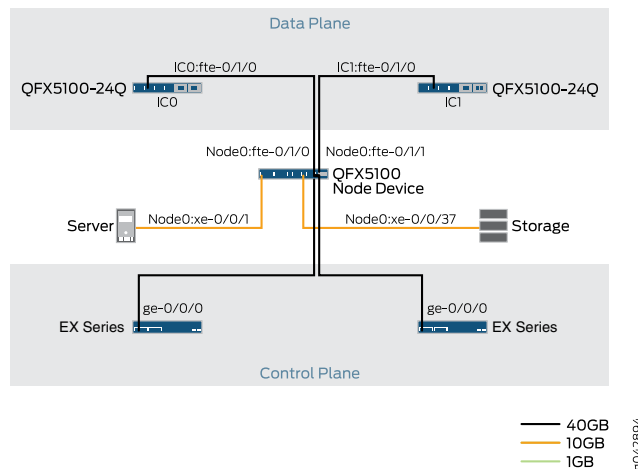 Data Plane
IC0:fte-0/1/0
IC1:fte-0/1/0
QFX5100-24Q
IC0
IC1
QFX5100-24Q
Node0:fte-0/1/0
Node0:fte-0/1/1
QFX5100
Node Device
Server
Node0:xe-0/0/1
Node0:xe-0/0/37
Storage
ge-0/0/0
ge-0/0/0
EX Series
EX Series
Control Plane
40GB
10GB
1GB
g042894